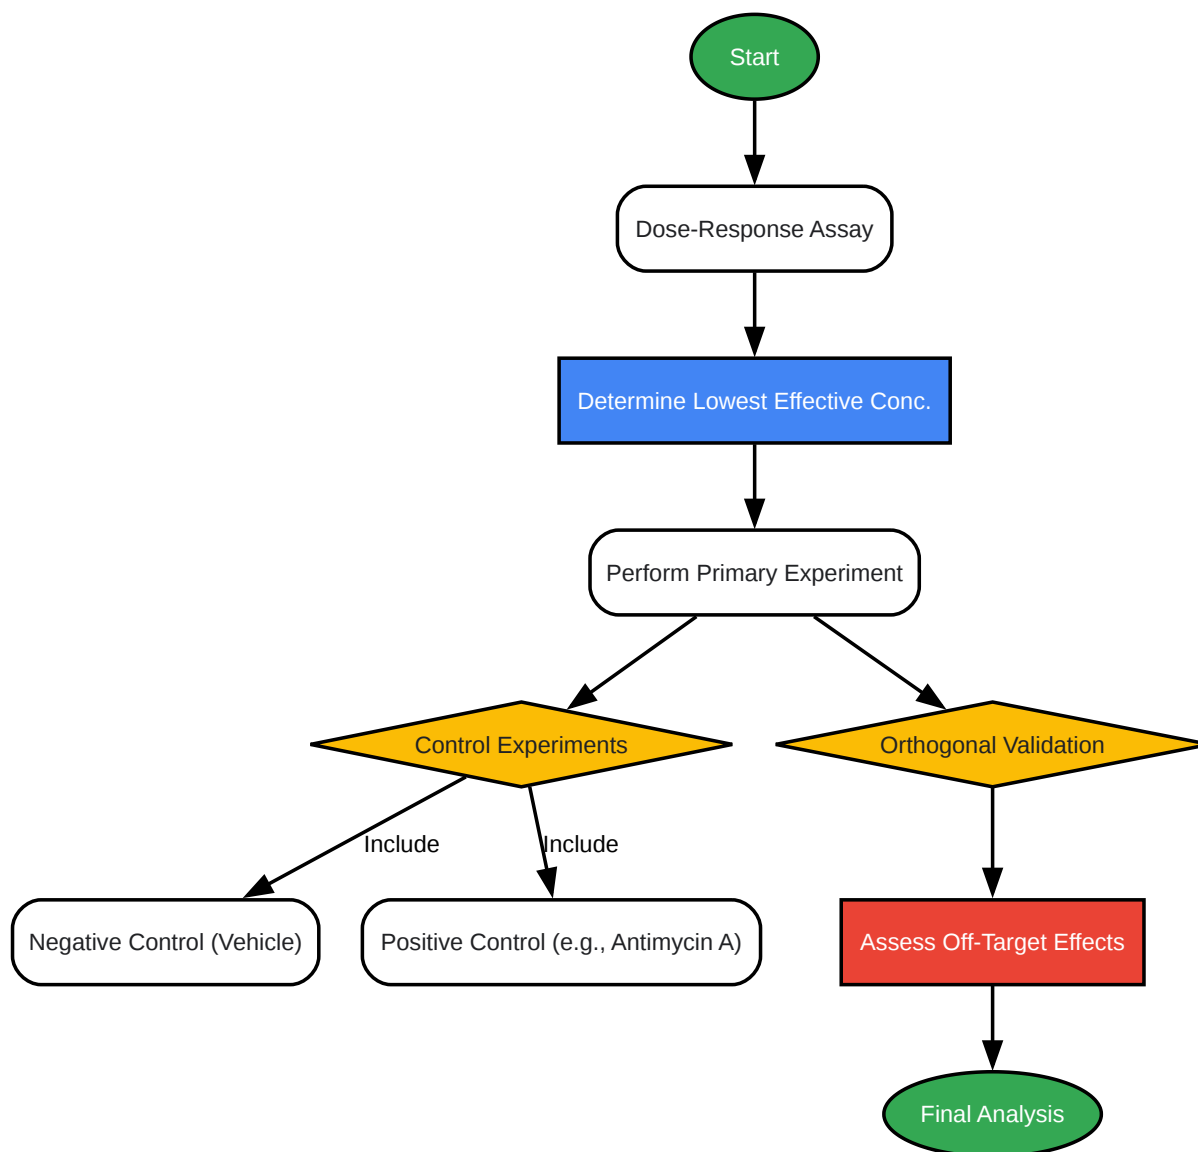 Start
Dose-Response Assay
Determine Lowest Effective Conc.
Perform Primary Experiment
Control Experiments
Orthogonal Validation
Include
Include
Negative Control (Vehicle)
Positive Control (e.g., Antimycin A)
Assess Off-Target Effects
Final Analysis